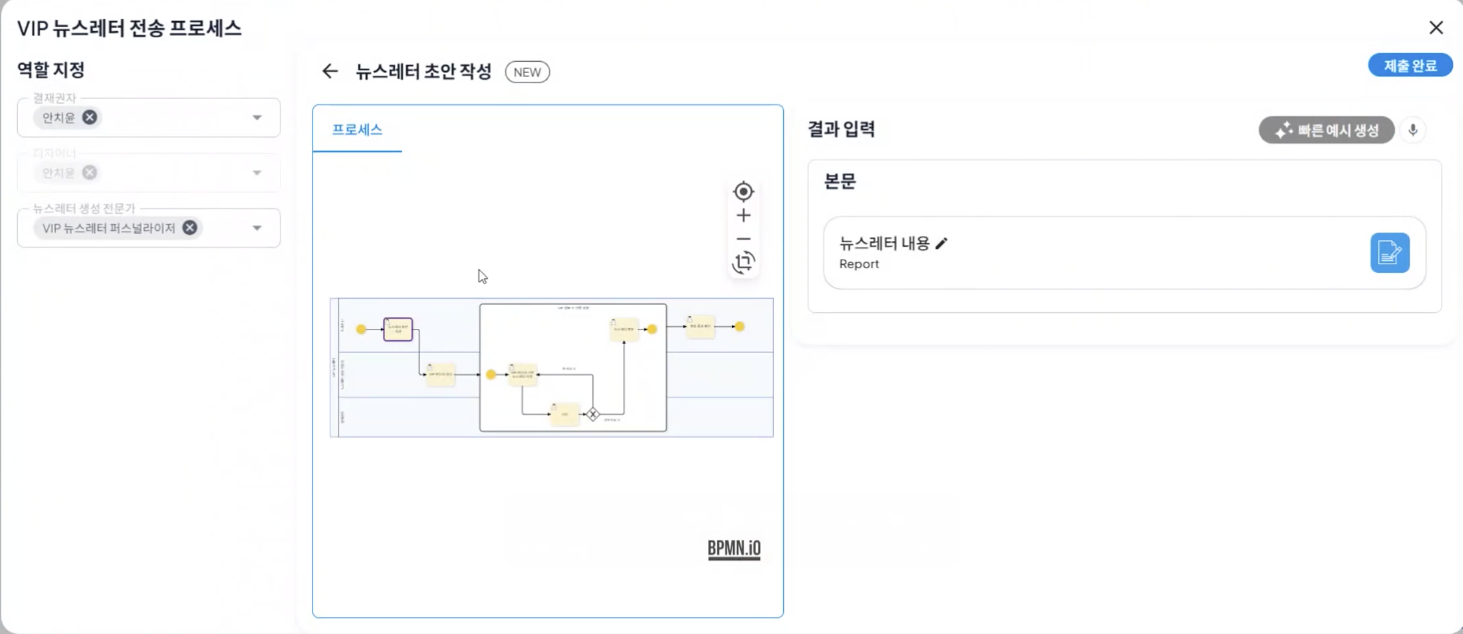 VIP 뉴스레터 전송 프로세스
역할 지정
결재권자
안치윤
디자이너
안치윤
뉴스레터 생성 전문가
VIP 뉴스레터 퍼스널라이저
뉴스레터 초안 작성
NEW
제출 완료
프로세스
BPMN.iO
결과 입력
빠른 예시 생성
본문
뉴스레터 내용
Report